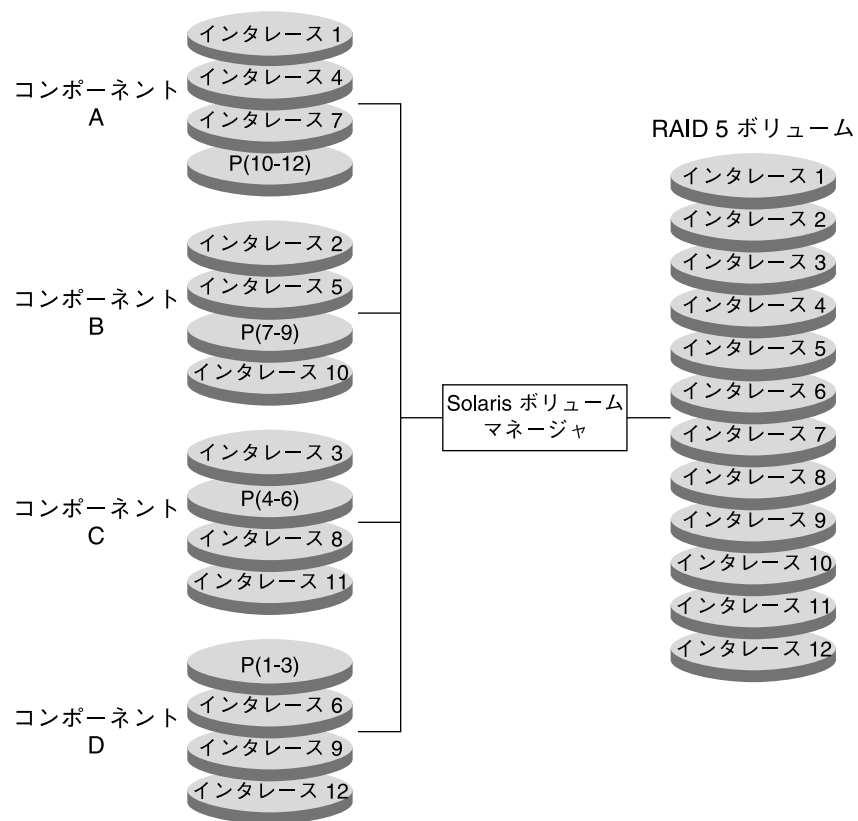 インタレース 1
インタレース 4
インタレース 7
P(10-12)
コンポーネント
A
インタレース 2
インタレース 5
P(7-9)
インタレース 10
コンポーネント
B
インタレース 3
P(4-6)
インタレース 8
インタレース 11
コンポーネント
C
P(1-3)
インタレース 6
インタレース 9
インタレース 12
コンポーネント
D
Solaris ボリューム
マネージャ
RAID 5 ボリューム
インタレース 1
インタレース 2
インタレース 3
インタレース 4
インタレース 5
インタレース 6
インタレース 7
インタレース 8
インタレース 9
インタレース 10
インタレース 11
インタレース 12